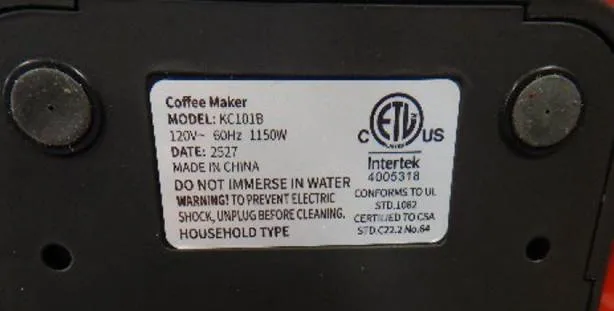 Coffee Maker
MODEL: KC101B
120V~ 60Hz 1150W
DATE: 2527
MADE IN CHINA
DO NOT IMMERSE IN WATER
WARNING! TO PREVENT ELECTRIC
SHOCK, UNPLUG BEFORE CLEANING.
HOUSEHOLD TYPE
C ETL US
Intertek
4005318
CONFORMS TO UL
STD.1082
CERTIFIED TO CSA
STD.C22.2 No.64